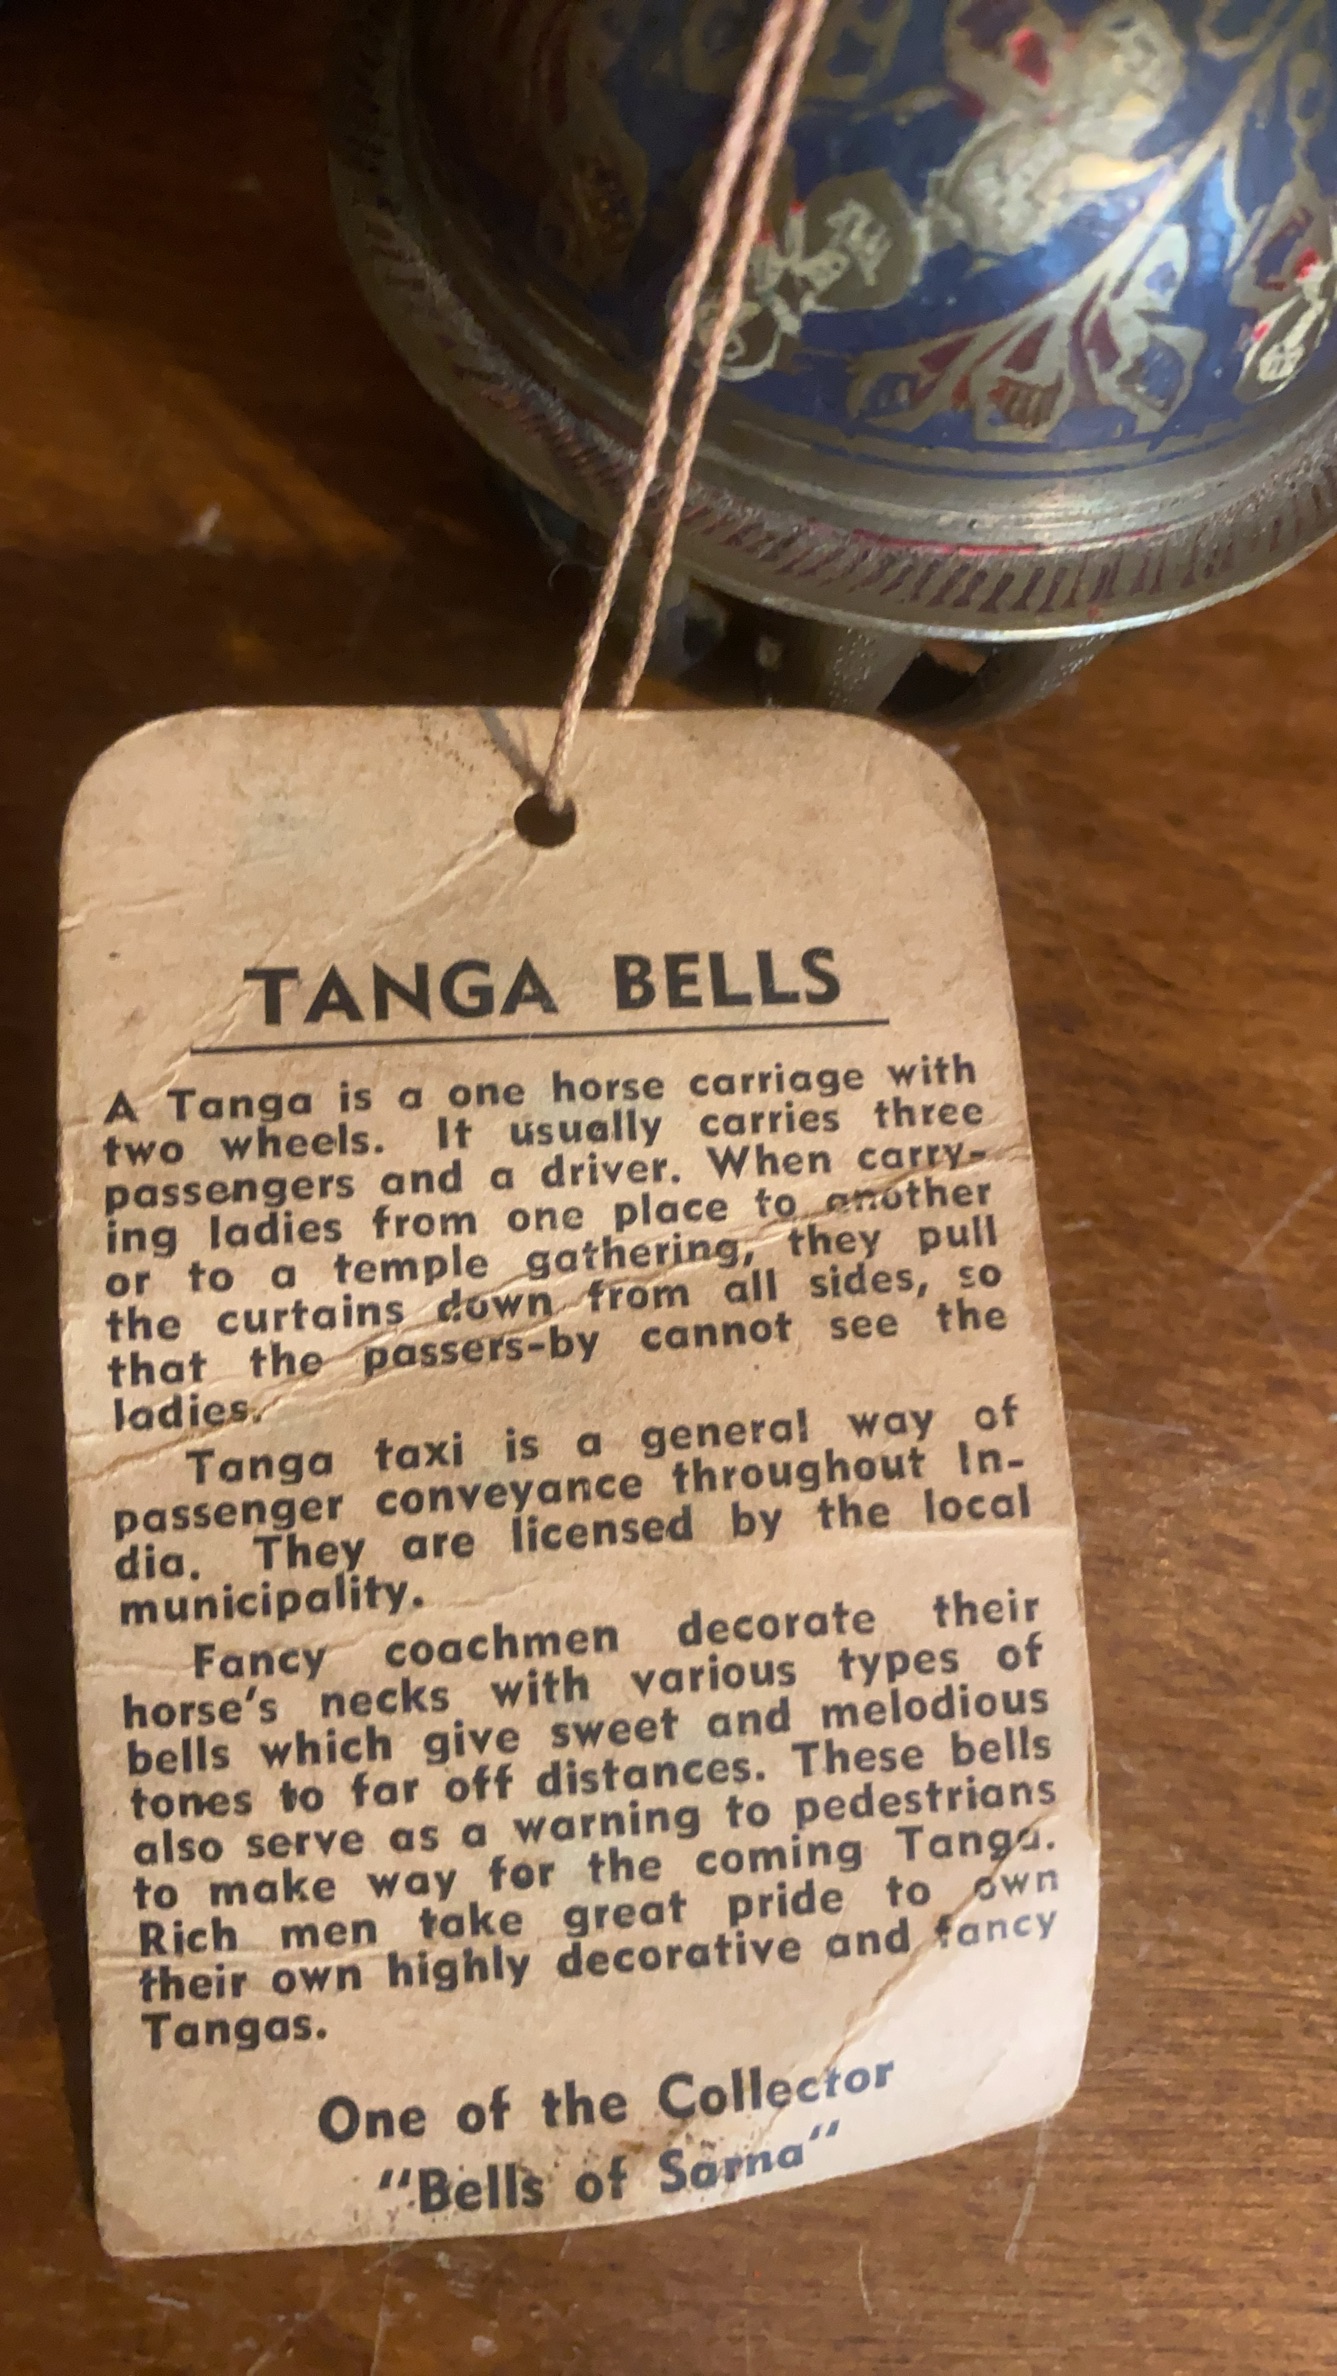 TANGA BELLS
A Tanga is a one horse carriage with
two wheels. It usually carries three
passengers and a driver. When carry-
ing ladies from one place to another
or to a temple gathering, they pull
the curtains down from all sides, so
that the passers-by cannot see the
ladies.
Tanga taxi is a general way of
passenger conveyance throughout In-
dia. They are licensed by the local
municipality.
Fancy coachmen decorate their
horse's necks with various types of
bells which give sweet and melodious
tones to far off distances. These bells
also serve as a warning to pedestrians
to make way for the coming Tanga.
Rich men take great pride to own
their own highly decorative and fancy
Tangas.
One of the Collector
"Bells of Sarna"